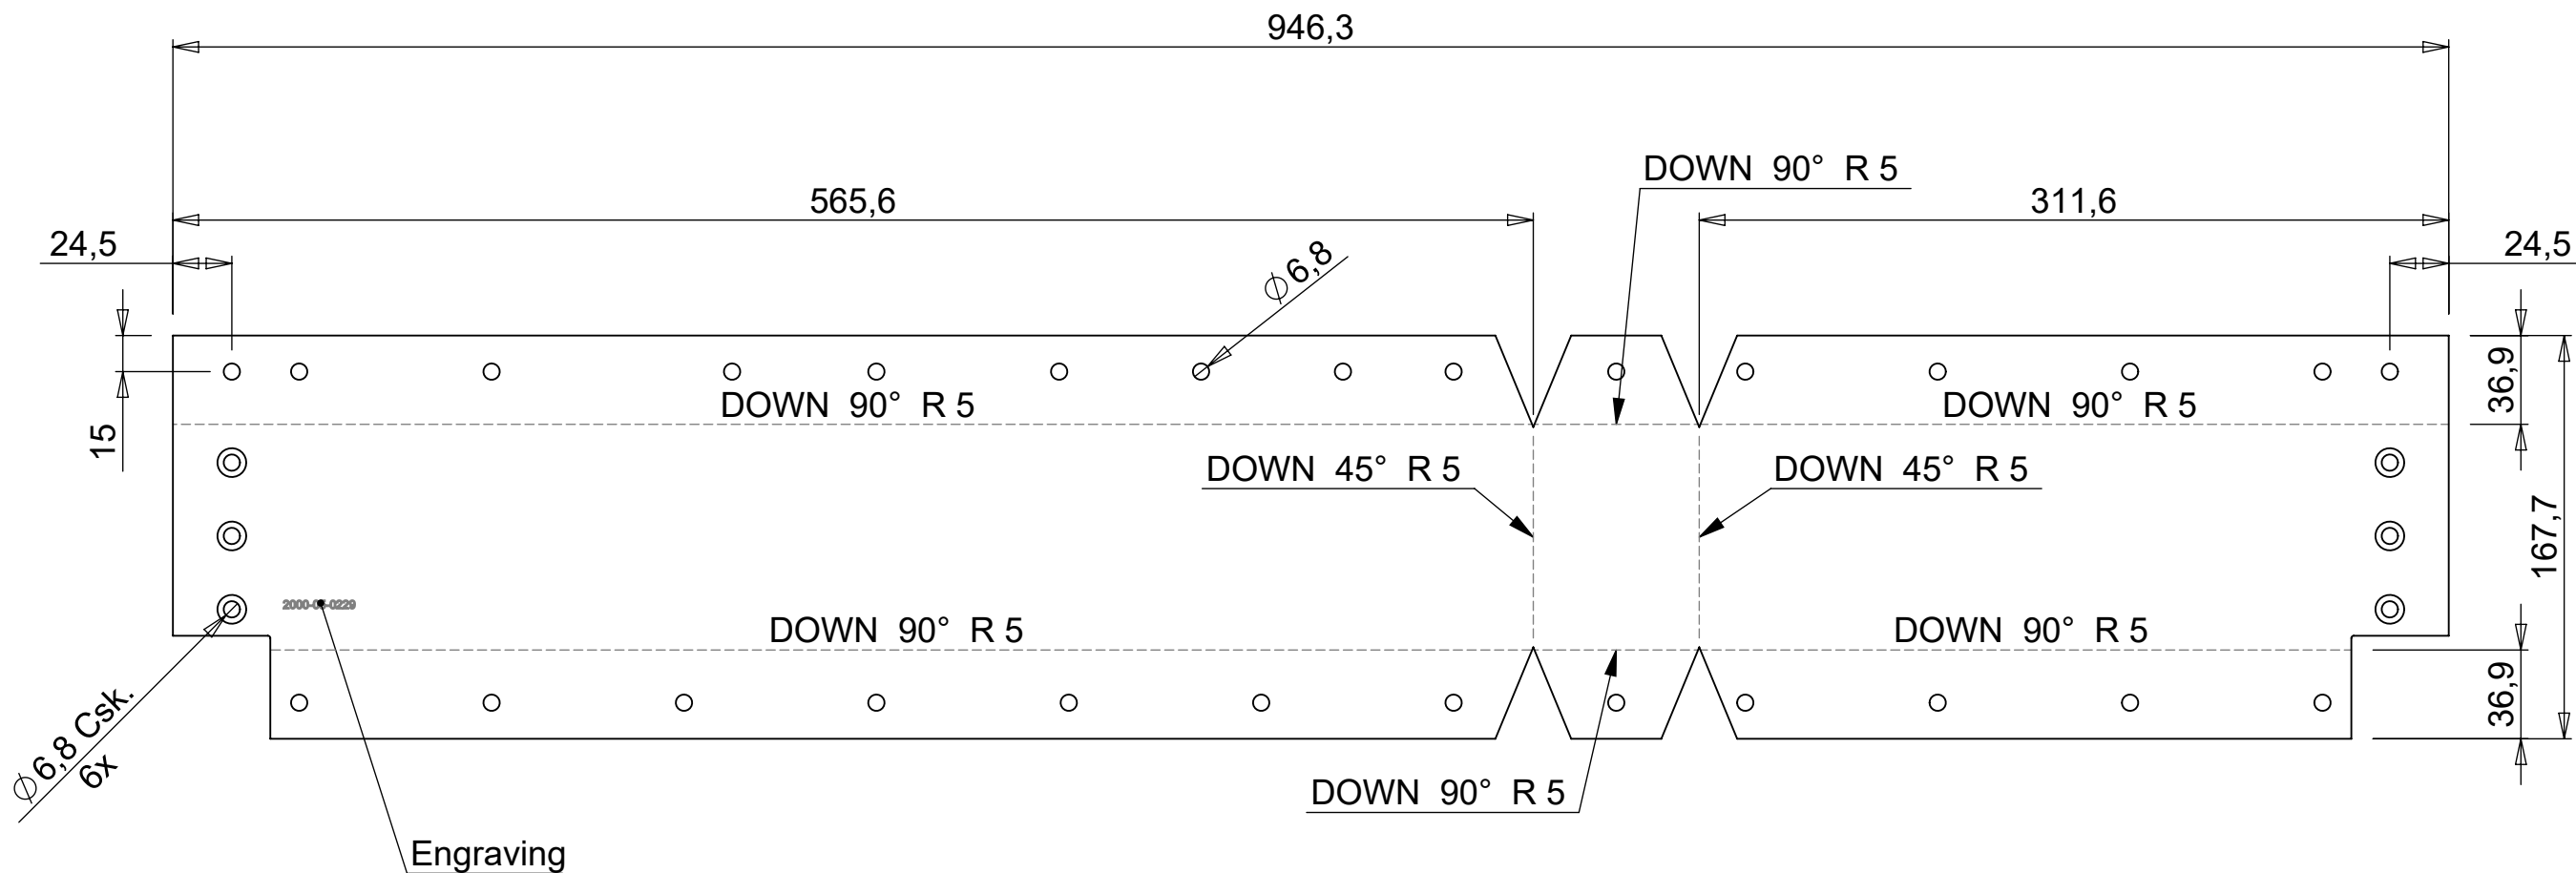 946,3
DOWN 90° R 5
565,6
311,6
24,5
24,5
⌀6,8
15
36,9
DOWN 90° R 5
DOWN 90° R 5
DOWN 45° R 5
DOWN 45° R 5
167,7
DOWN 90° R 5
DOWN 90° R 5
36,9
⌀6,8 Csk.
6x
DOWN 90° R 5
Engraving